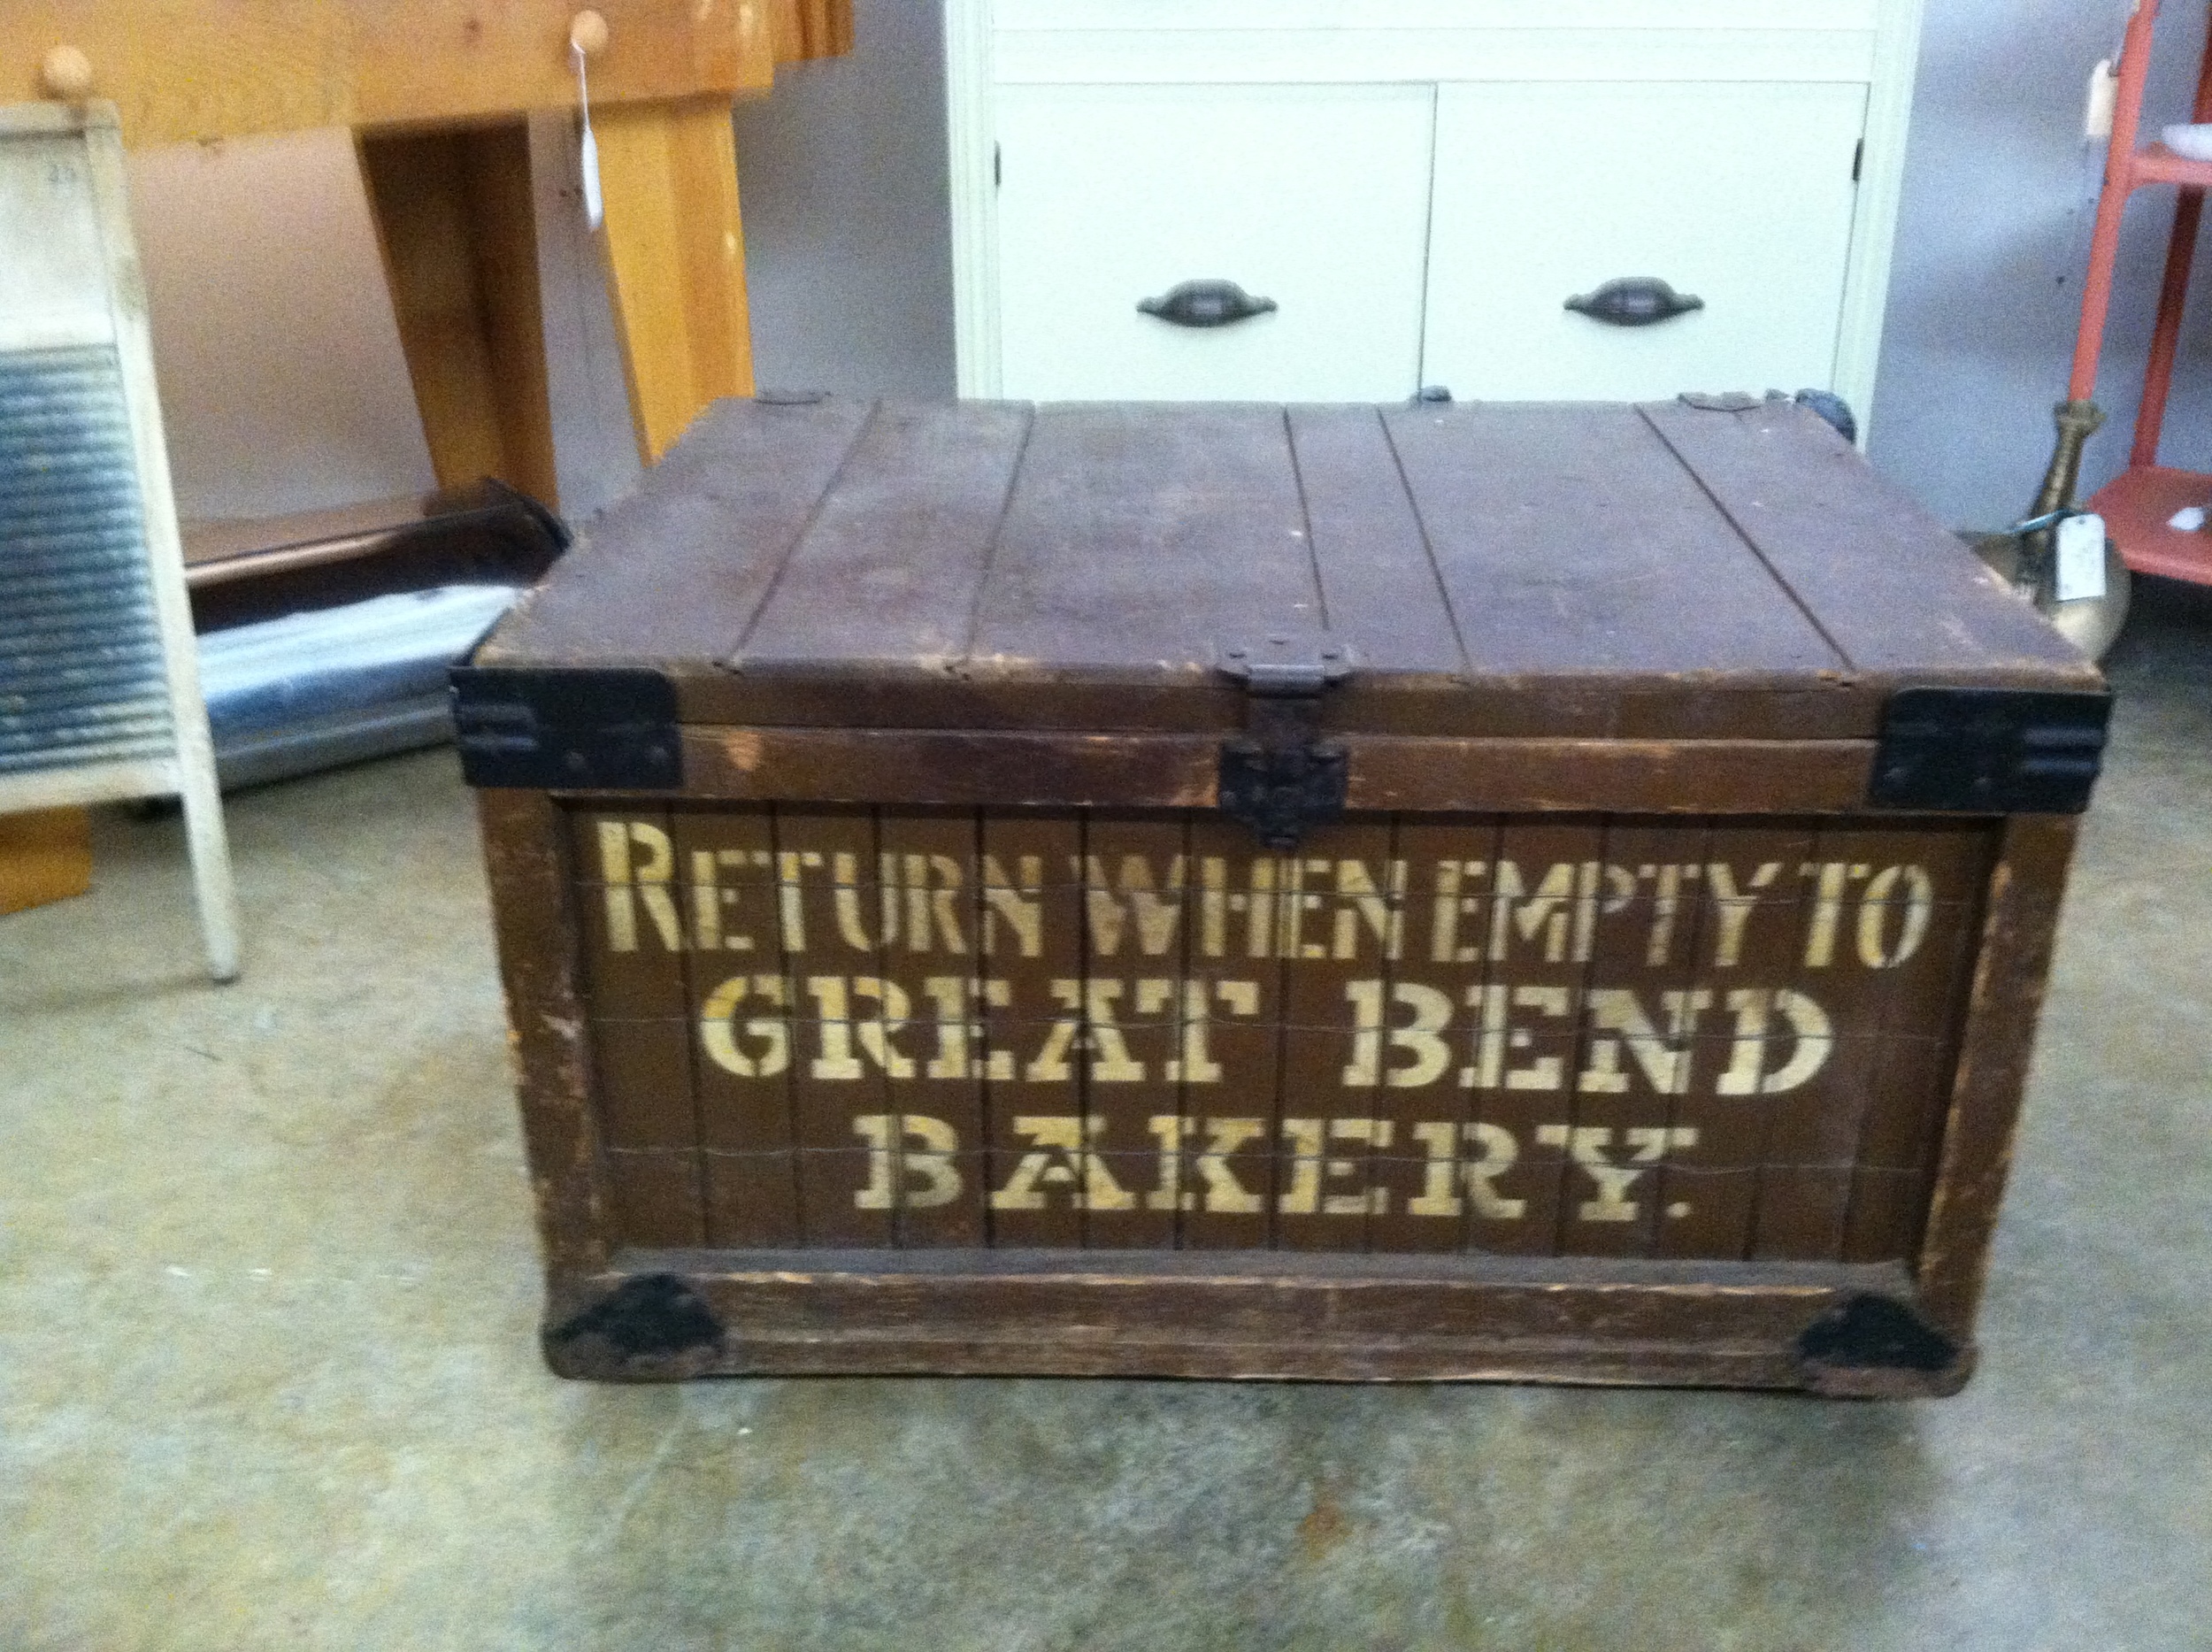 RETURN WHEN EMPTY TO
GREAT BEND
BAKERY.